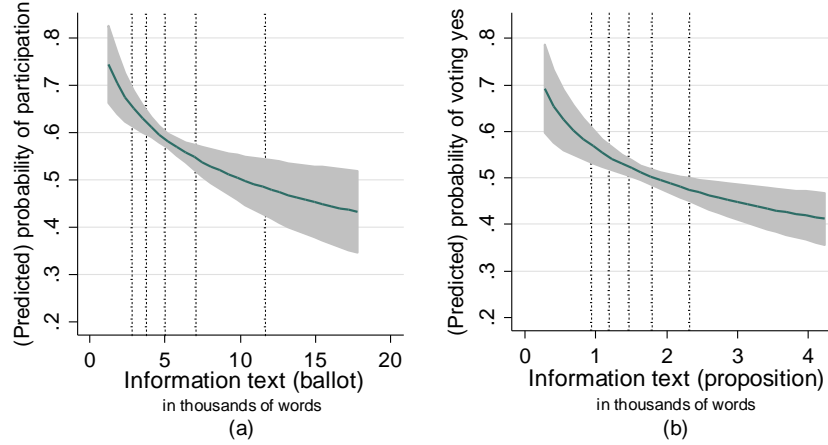 (Predicted) probability of participation
.8
.7
.6
.5
.4
.3
.2
0 5 10 15 20
Information text (ballot)
in thousands of words
(a)
(Predicted) probability of voting yes
.8
.7
.6
.5
.4
.3
.2
0 1 2 3 4
Information text (proposition)
in thousands of words
(b)